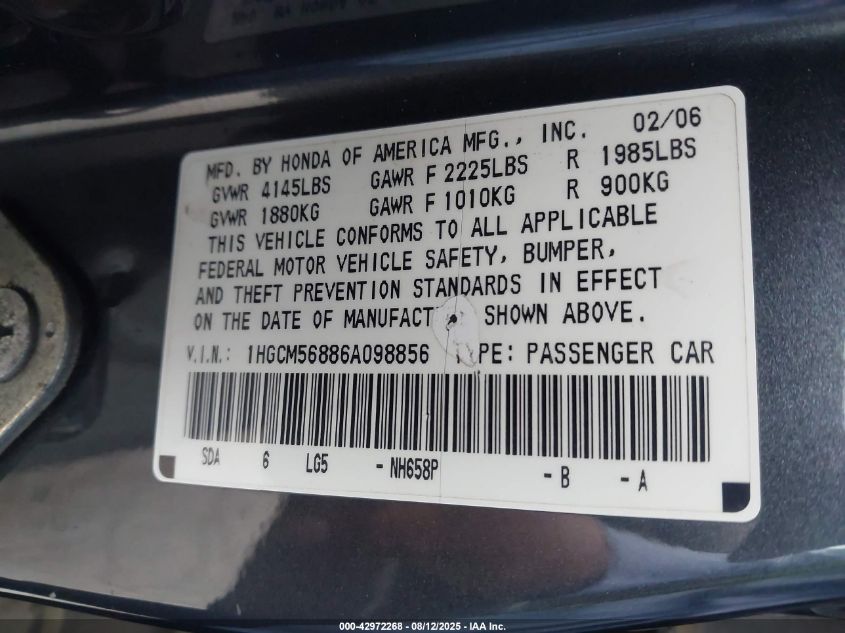 MFD. BY HONDA OF AMERICA MFG., INC. 02/06
GVWR 4145LBS GAWR F 2225LBS R 1985LBS
GVWR 1880KG GAWR F 1010KG R 900KG
THIS VEHICLE CONFORMS TO ALL APPLICABLE
FEDERAL MOTOR VEHICLE SAFETY, BUMPER,
AND THEFT PREVENTION STANDARDS IN EFFECT
ON THE DATE OF MANUFACT SHOWN ABOVE.
V.I.N.: 1HGCM56886A098856 TYPE: PASSENGER CAR
SDA 6 LG5 -NH658P -B -A
000-42972268 - 08/12/2025 - IAA Inc.